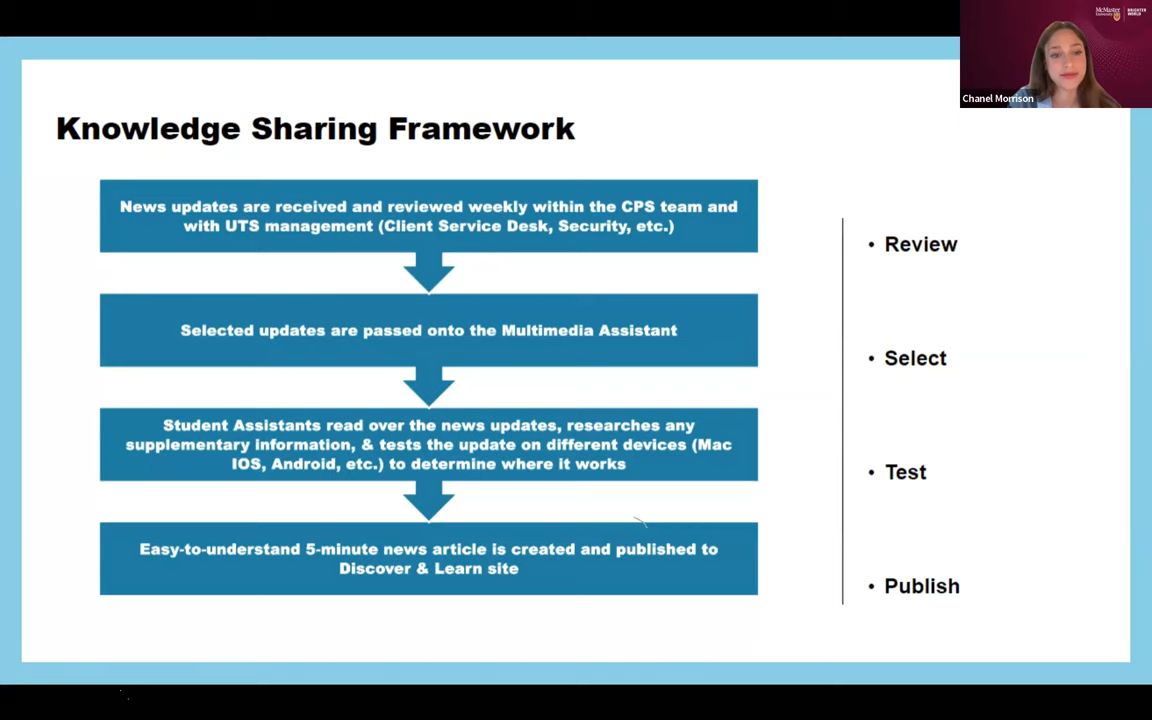 McMaster
University
BRIGHTER
WORLD
Chanel Morrison
Knowledge Sharing Framework
News updates are received and reviewed weekly within the CPS team and
with UTS management (Client Service Desk, Security, etc.)
Selected updates are passed onto the Multimedia Assistant
Student Assistants read over the news updates, researches any
supplementary information, & tests the update on different devices (Mac
IOS, Android, etc.) to determine where it works
Easy-to-understand 5-minute news article is created and published to
Discover & Learn site
• Review
• Select
• Test
• Publish